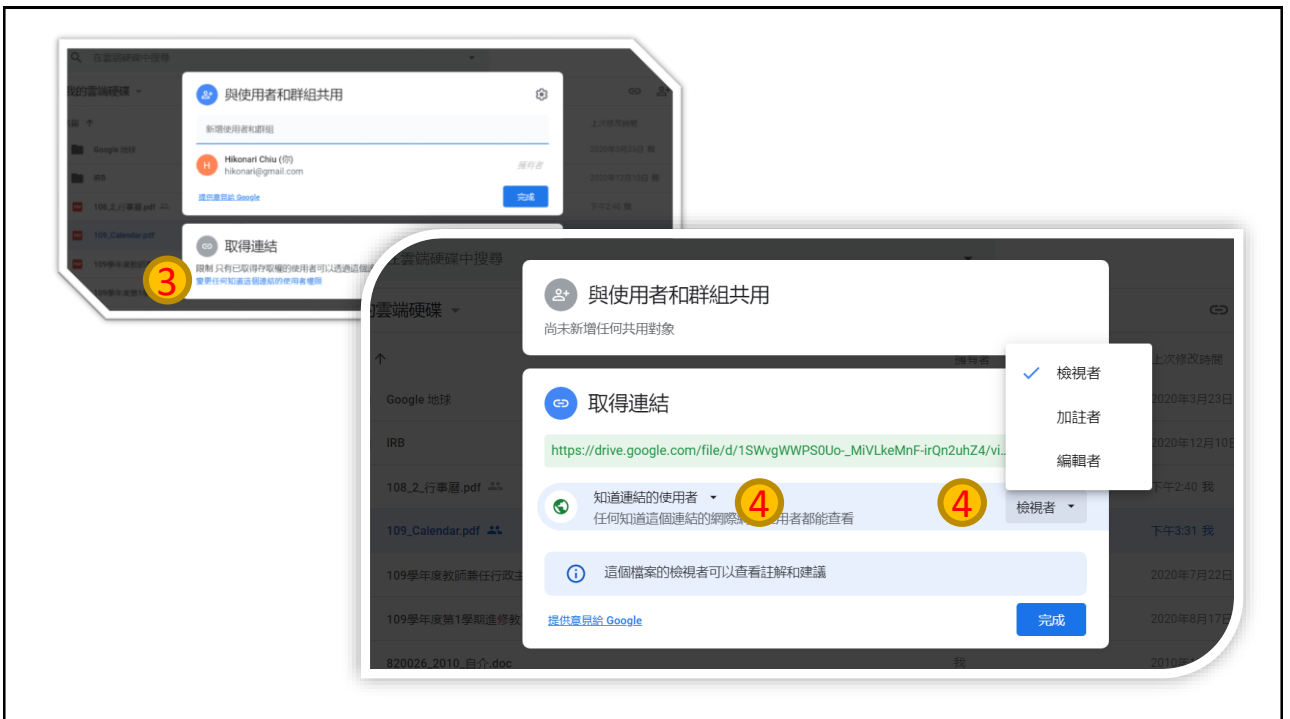 在雲端硬碟中搜尋
我的雲端硬碟
與使用者和群組共用
新增使用者和群組
上次修改時間
Google 地球
2020年3月23日 我
Hikonari Chiu (你)
hikonari@gmail.com
擁有者
IRB
2020年12月10日 我
提供意見給 Google
完成
108_2_行事曆.pdf
下午2:40 我
109_Calendar.pdf
取得連結
限制 只有已取得存取權的使用者可以透過這個
變更任何知道這個連結的使用者權限
3
雲端硬碟中搜尋
的雲端硬碟
與使用者和群組共用
尚未新增任何共用對象
擁有者
上次修改時間
檢視者
加註者
編輯者
Google 地球
2020年3月23日
取得連結
IRB
2020年12月10日
https://drive.google.com/file/d/1SWvgWWPS0Uo-_MiVLkeMnF-irQn2uhZ4/vi...
108_2_行事曆.pdf
下午2:40 我
知道連結的使用者
4
4
檢視者
任何知道這個連結的網際網 用者都能查看
109_Calendar.pdf
下午3:31 我
109學年度教師兼任行政主
這個檔案的檢視者可以查看註解和建議
2020年7月22日
109學年度第1學期進修教
提供意見給 Google
完成
2020年8月17日
820026_2010_自介.doc
我